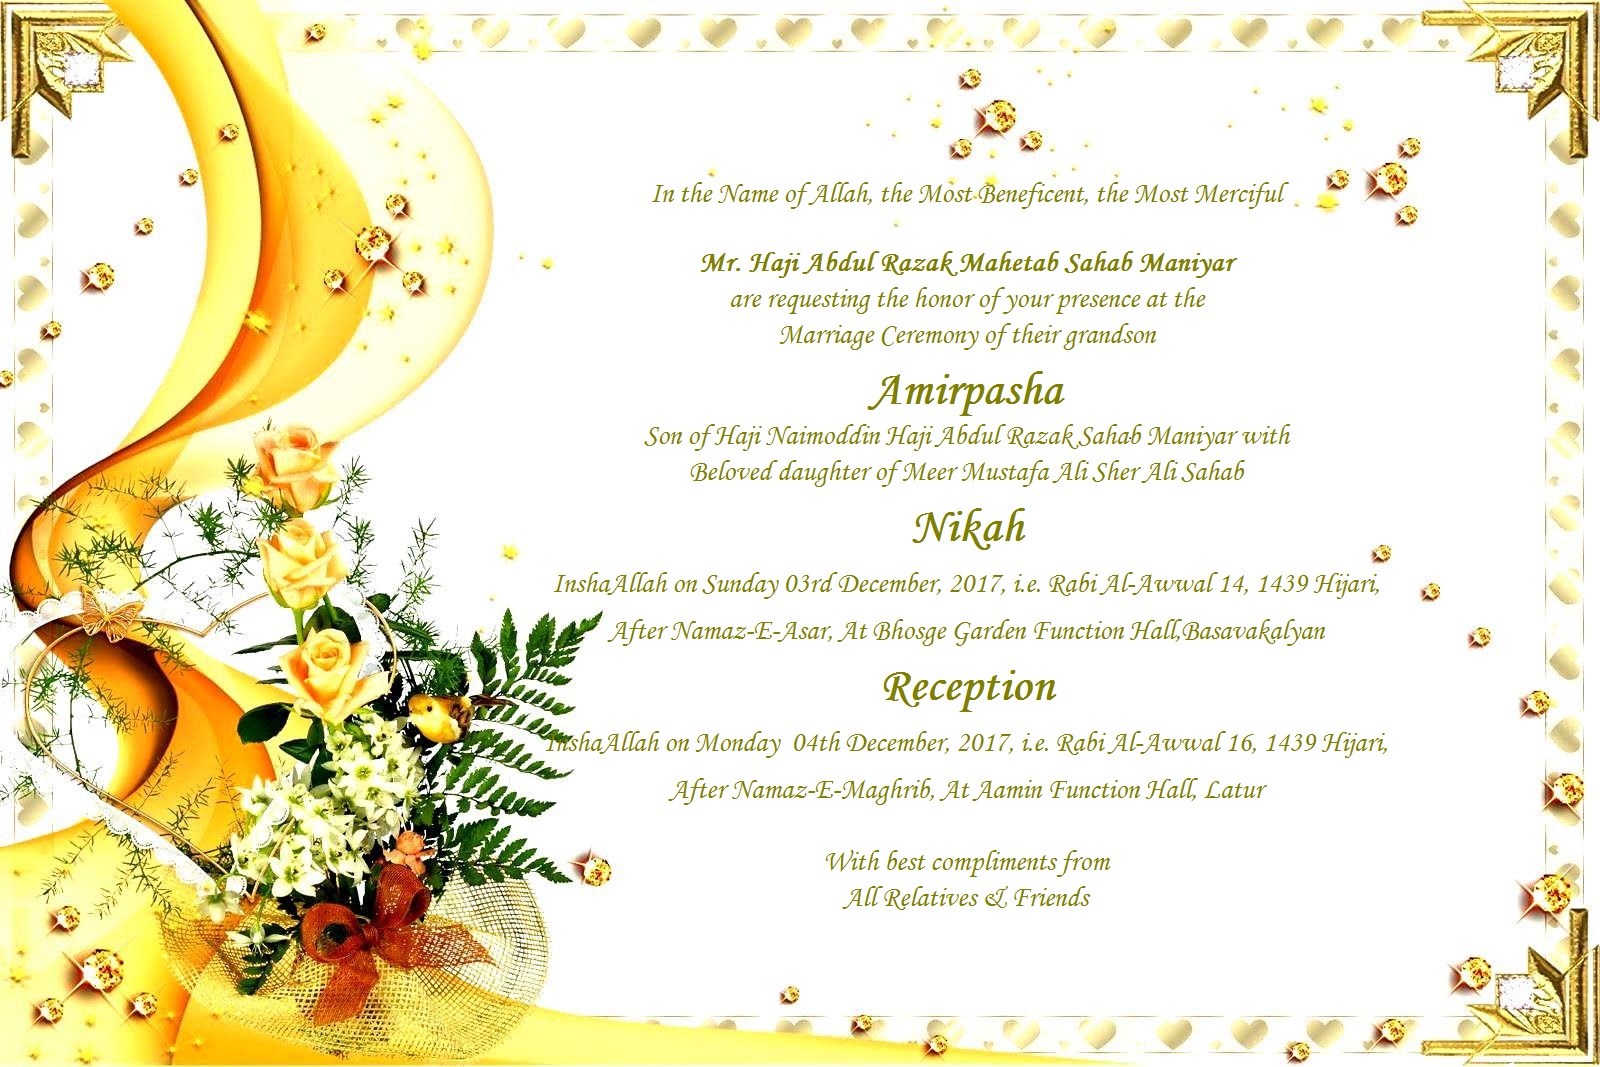 In the Name of Allah, the Most Beneficent, the Most Merciful
Mr. Haji Abdul Razak Mahetab Sahab Maniyar
are requesting the honor of your presence at the
Marriage Ceremony of their grandson
Amirpasha
Son of Haji Naimoddin Haji Abdul Razak Sahab Maniyar with
Beloved daughter of Meer Mustafa Ali Sher Ali Sahab
Nikah
InshaAllah on Sunday 03rd December, 2017, i.e. Rabi Al-Awwal 14, 1439 Hijari,
After Namaz-E-Asar, At Bhosge Garden Function Hall,Basavakalyan
Reception
InshaAllah on Monday 04th December, 2017, i.e. Rabi Al-Awwal 16, 1439 Hijari,
After Namaz-E-Maghrib, At Aamin Function Hall, Latur
With best compliments from
All Relatives & Friends